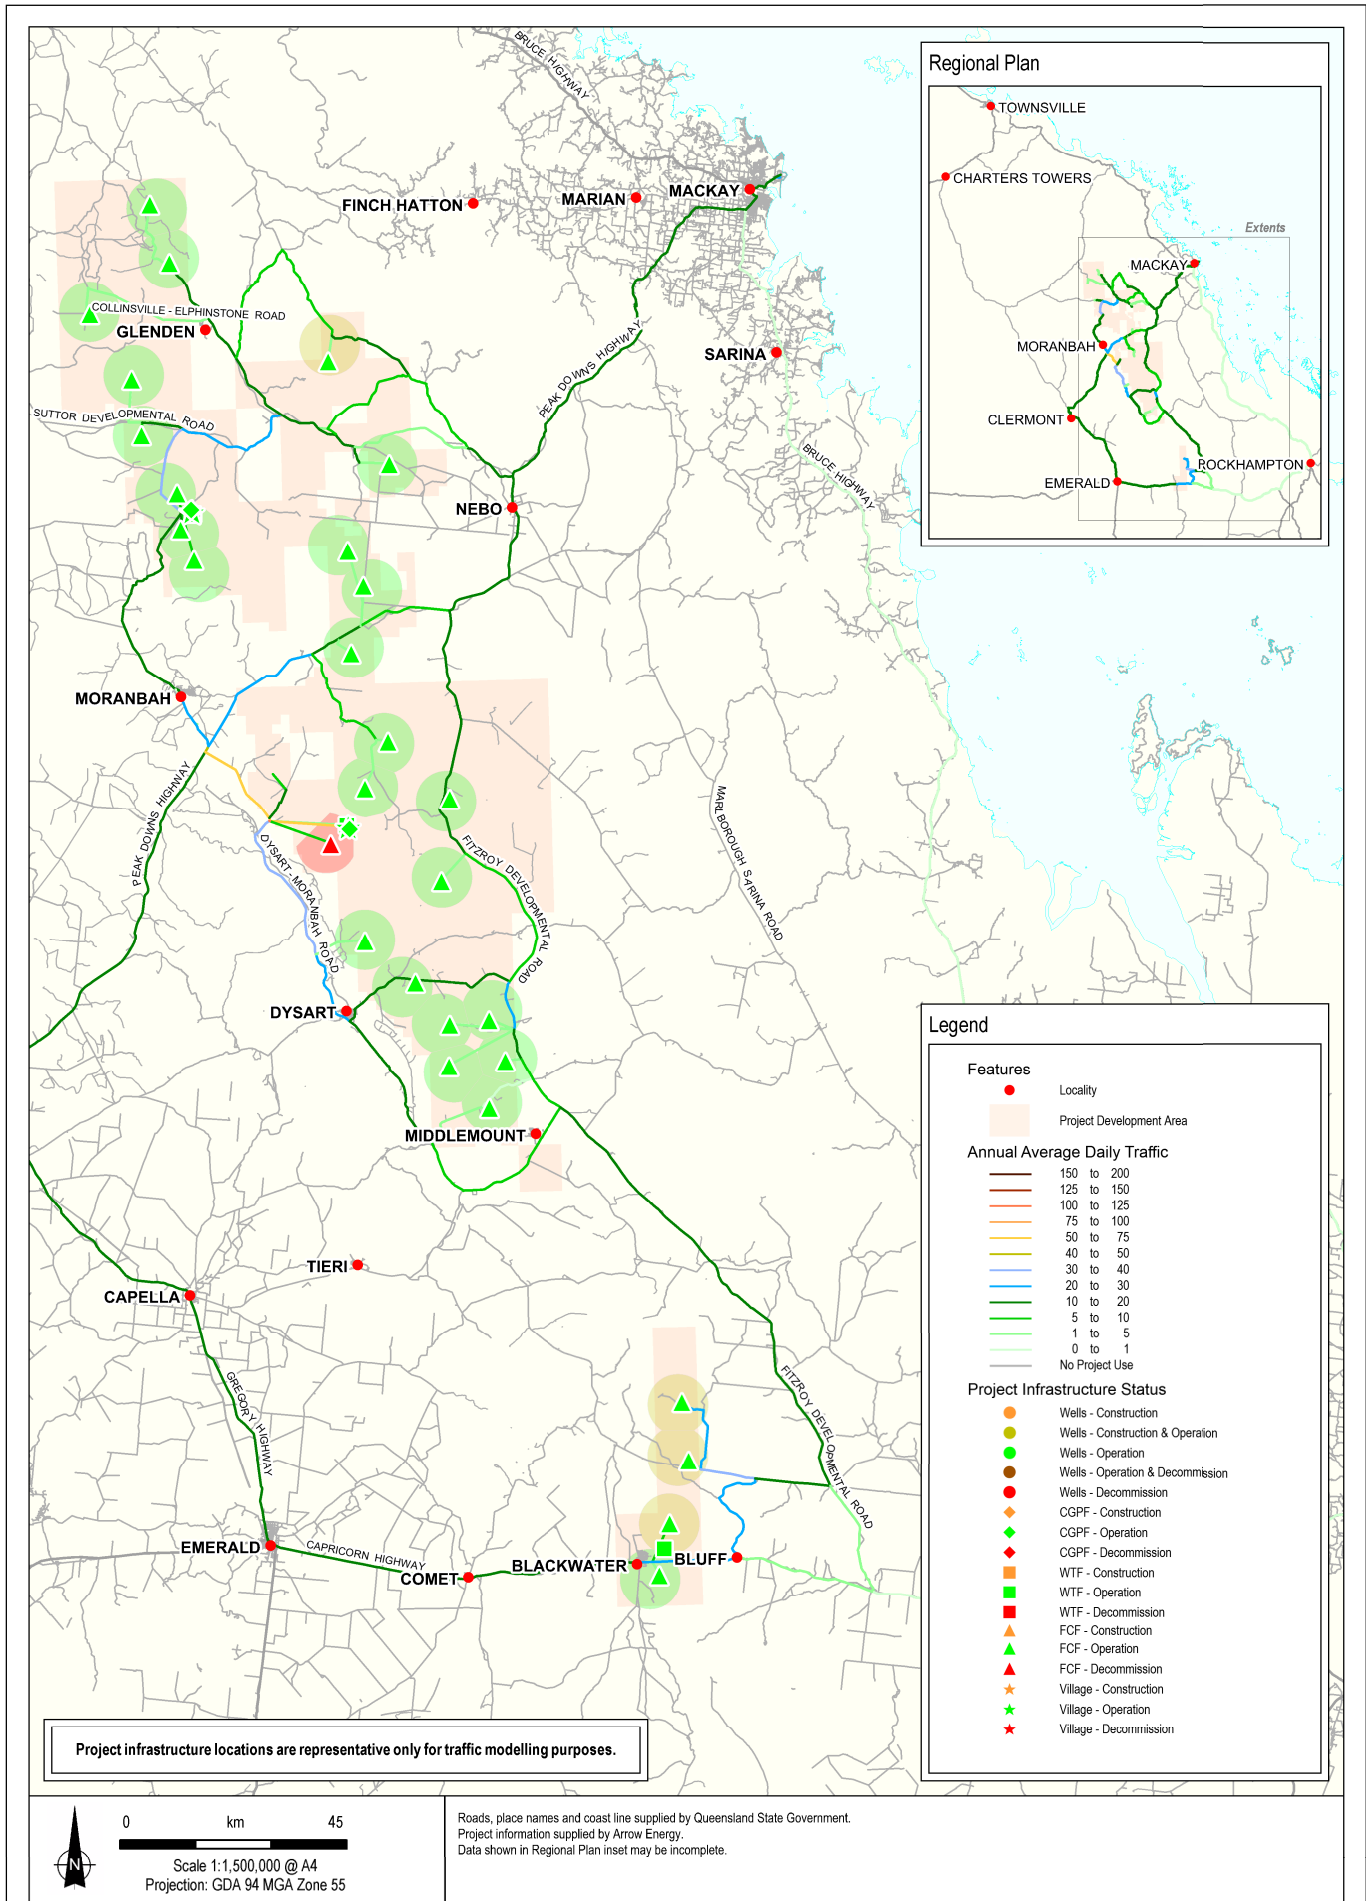 BRUCE HIGHWAY
FINCH HATTON
MARIAN
MACKAY
COLLINSVILLE - ELPHINSTONE ROAD
GLENDEN
SARINA
PEAK DOWNS HIGHWAY
SUTTOR DEVELOPMENTAL ROAD
BRUCE HIGHWAY
NEBO
MORANBAH
PEAK DOWNS HIGHWAY
DYSART - MORANBAH ROAD
FITZROY DEVELOPMENTAL ROAD
MARLBOROUGH SARINA ROAD
DYSART
MIDDLEMOUNT
TIERI
CAPELLA
GREGORY HIGHWAY
FITZROY DEVELOPMENTAL ROAD
EMERALD
CAPRICORN HIGHWAY
COMET
BLACKWATER
BLUFF
Regional Plan
TOWNSVILLE
CHARTERS TOWERS
Extents
MACKAY
MORANBAH
CLERMONT
ROCKHAMPTON
EMERALD
Legend
Features
Locality
Project Development Area
Annual Average Daily Traffic
150 to 200
125 to 150
100 to 125
75 to 100
50 to 75
40 to 50
30 to 40
20 to 30
10 to 20
5 to 10
1 to 5
0 to 1
No Project Use
Project Infrastructure Status
Wells - Construction
Wells - Construction & Operation
Wells - Operation
Wells - Operation & Decommission
Wells - Decommission
CGPF - Construction
CGPF - Operation
CGPF - Decommission
WTF - Construction
WTF - Operation
WTF - Decommission
FCF - Construction
FCF - Operation
FCF - Decommission
Village - Construction
Village - Operation
Village - Decommission
Project infrastructure locations are representative only for traffic modelling purposes.
N
0 km 45
Scale 1:1,500,000 @ A4
Projection: GDA 94 MGA Zone 55
Roads, place names and coast line supplied by Queensland State Government.
Project information supplied by Arrow Energy.
Data shown in Regional Plan inset may be incomplete.